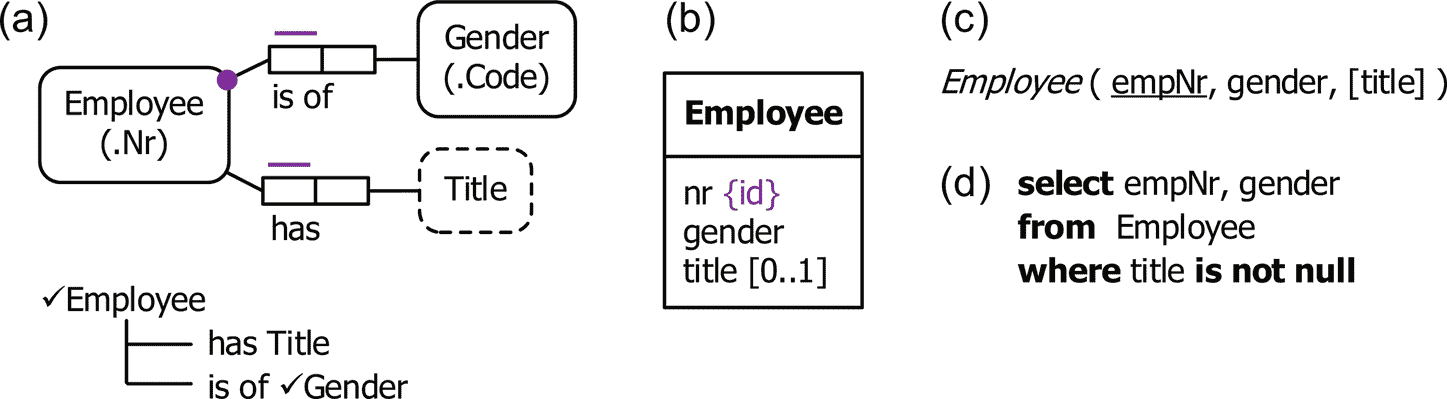 (a)
Employee
(.Nr)
is of
Gender
(.Code)
has
Title
✓Employee
has Title
is of ✓Gender
(b)
Employee
nr {id}
gender
title [0..1]
(c)
Employee ( empNr, gender, [title] )
(d) select empNr, gender
from Employee
where title is not null